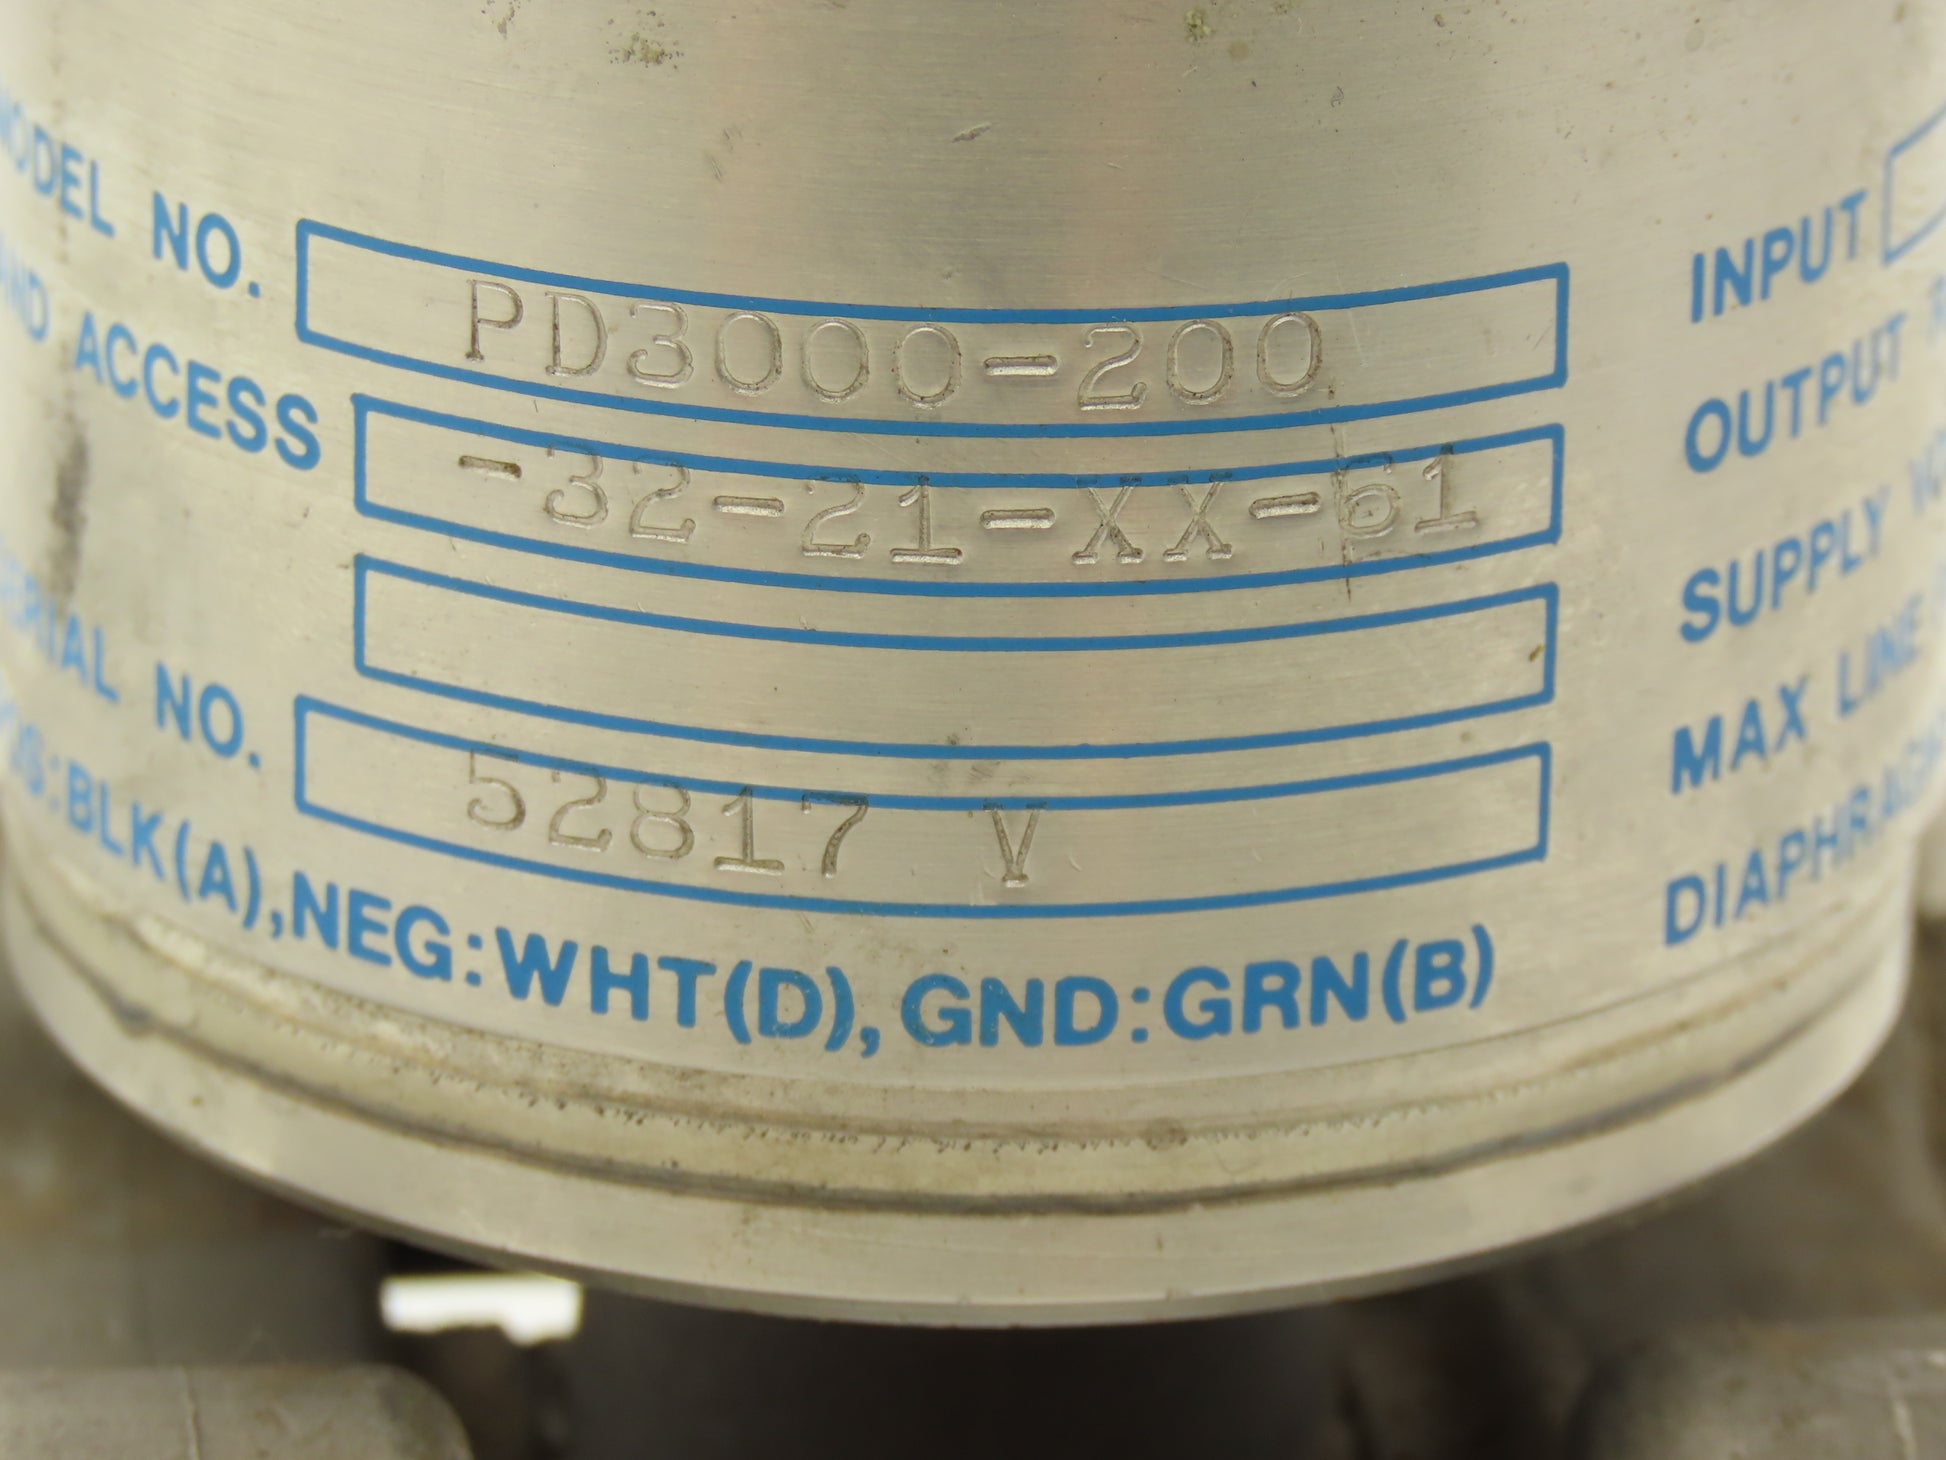 MODEL NO. PD3000-200
AND ACCESS -32-21-XX-61
SERIAL NO. 52817 V
:BLK(A),NEG:WHT(D), GND:GRN(B)
INPUT
OUTPUT
SUPPLY
MAX LINE
DIAPHRAGM